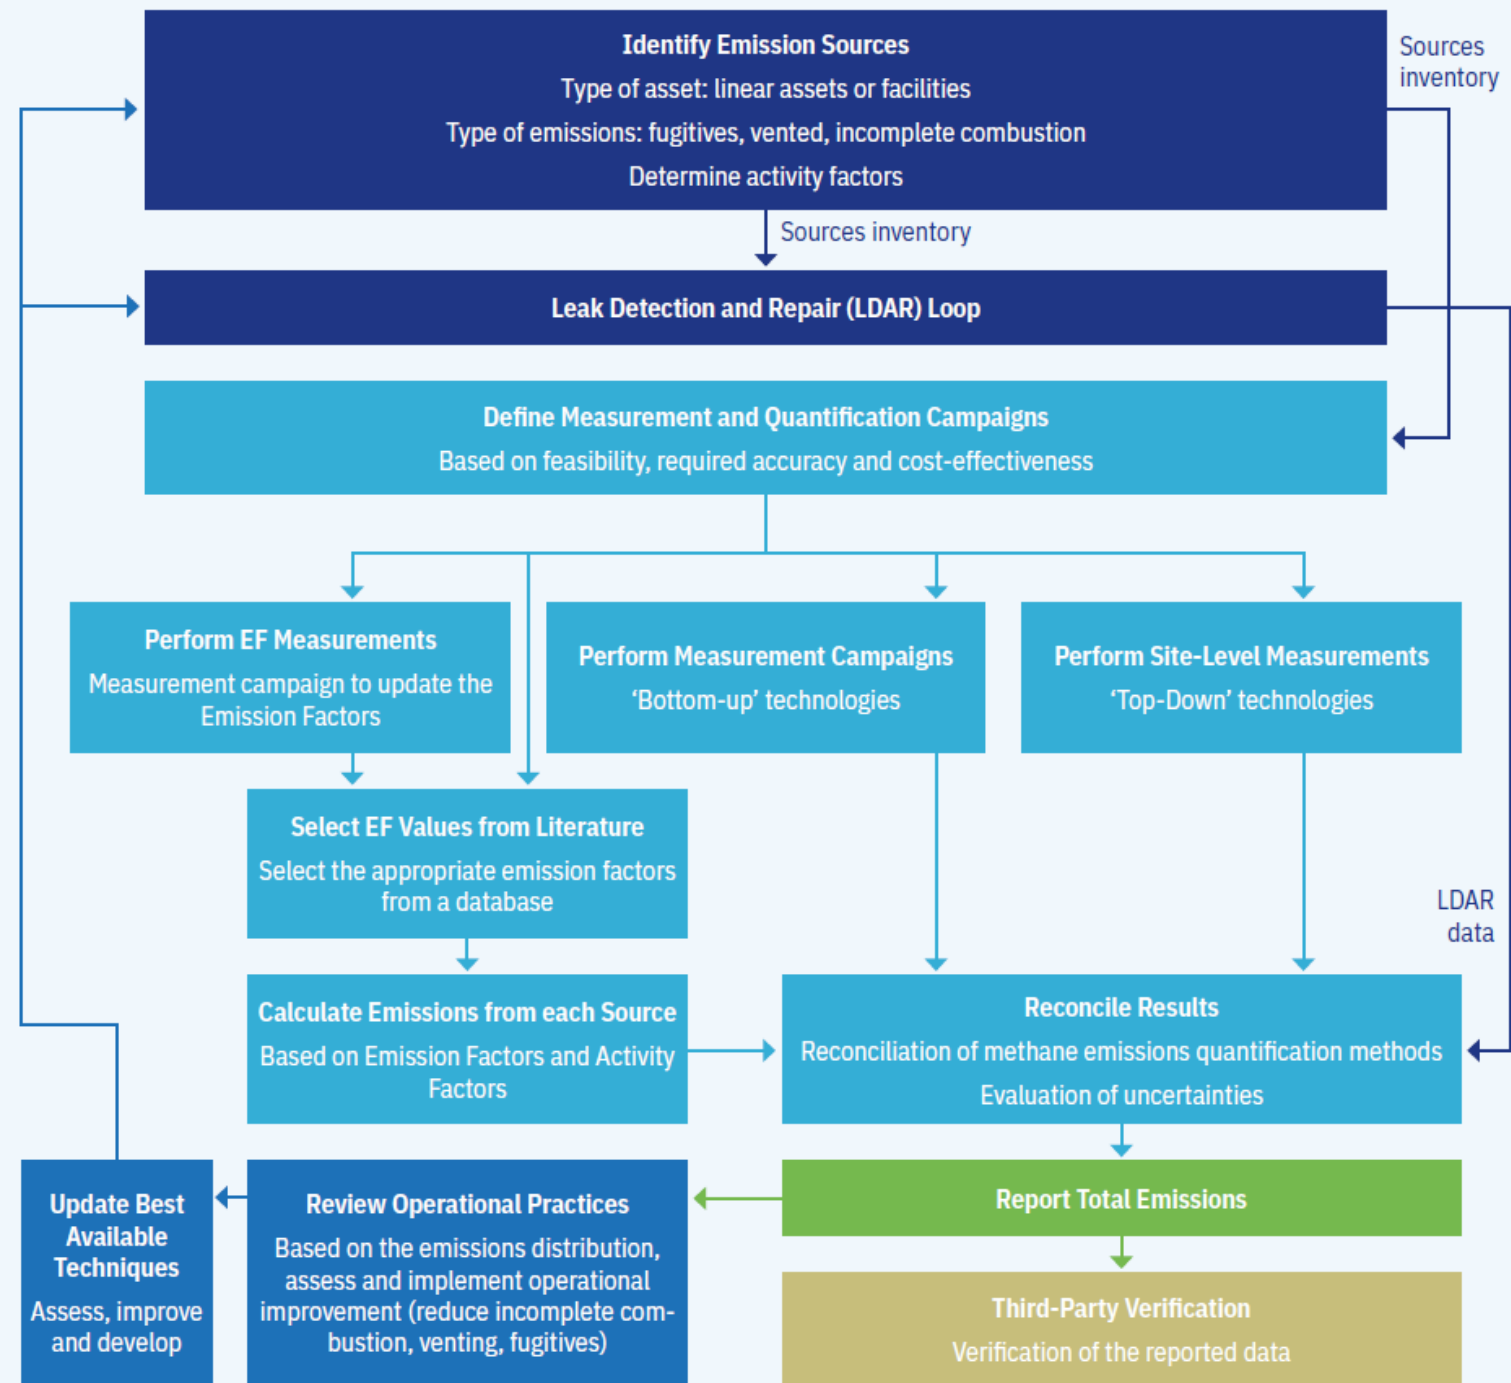 Identify Emission Sources
Type of asset: linear assets or facilities
Type of emissions: fugitives, vented, incomplete combustion
Determine activity factors
Sources
inventory
Sources inventory
Leak Detection and Repair (LDAR) Loop
Define Measurement and Quantification Campaigns
Based on feasibility, required accuracy and cost-effectiveness
Perform EF Measurements
Measurement campaign to update the
Emission Factors
Perform Measurement Campaigns
‘Bottom-up’ technologies
Perform Site-Level Measurements
‘Top-Down’ technologies
Select EF Values from Literature
Select the appropriate emission factors
from a database
LDAR
data
Calculate Emissions from each Source
Based on Emission Factors and Activity
Factors
Reconcile Results
Reconciliation of methane emissions quantification methods
Evaluation of uncertainties
Update Best
Available
Techniques
Assess, improve
and develop
Review Operational Practices
Based on the emissions distribution,
assess and implement operational
improvement (reduce incomplete com-
bustion, venting, fugitives)
Report Total Emissions
Third-Party Verification
Verification of the reported data